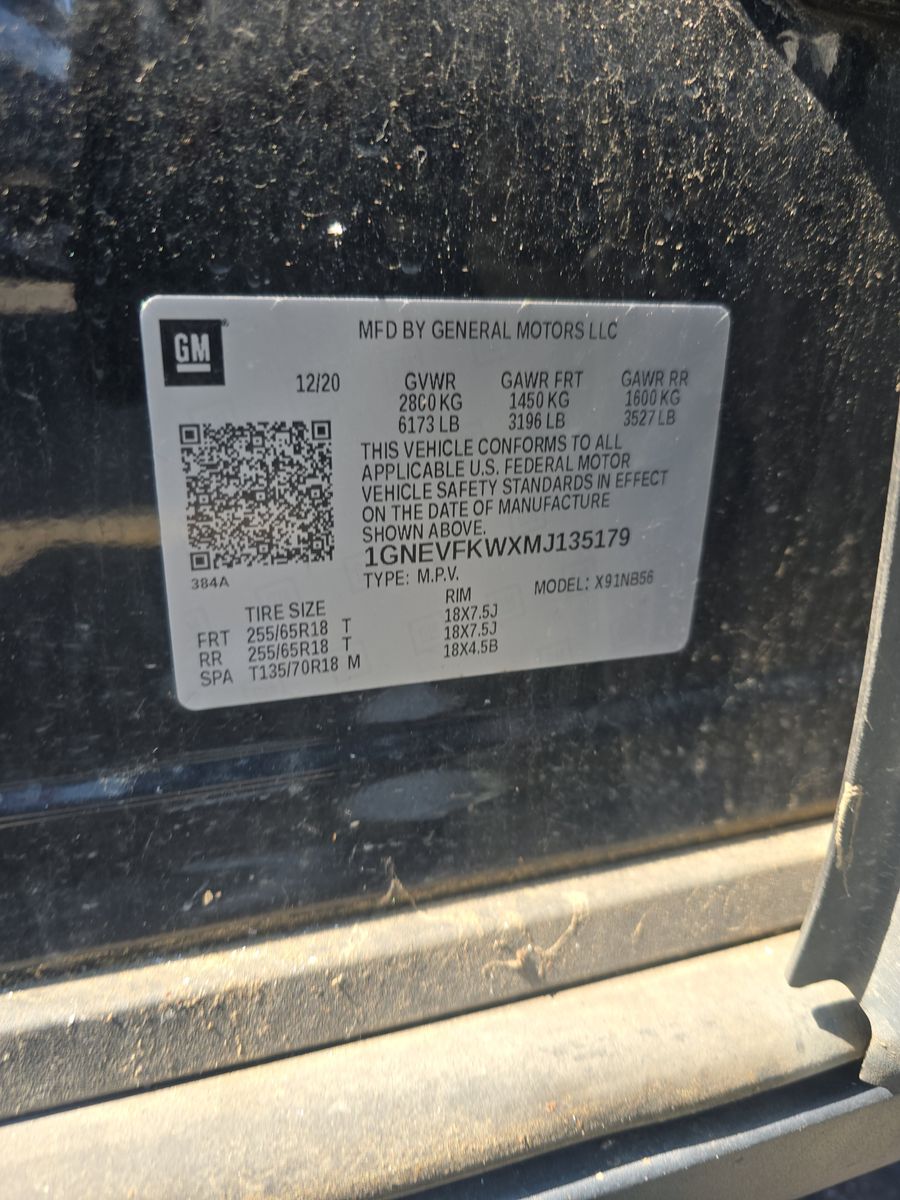 GM
MFD BY GENERAL MOTORS LLC
12/20 GVWR GAWR FRT GAWR RR
2800 KG 1450 KG 1600 KG
6173 LB 3196 LB 3527 LB
THIS VEHICLE CONFORMS TO ALL
APPLICABLE U.S. FEDERAL MOTOR
VEHICLE SAFETY STANDARDS IN EFFECT
ON THE DATE OF MANUFACTURE
SHOWN ABOVE.
1GNEVFKWXMJ135179
384A
TYPE: M.P.V. MODEL: X91NB56
TIRE SIZE RIM
FRT 255/65R18 T 18X7.5J
RR 255/65R18 T 18X7.5J
SPA T135/70R18 M 18X4.5B